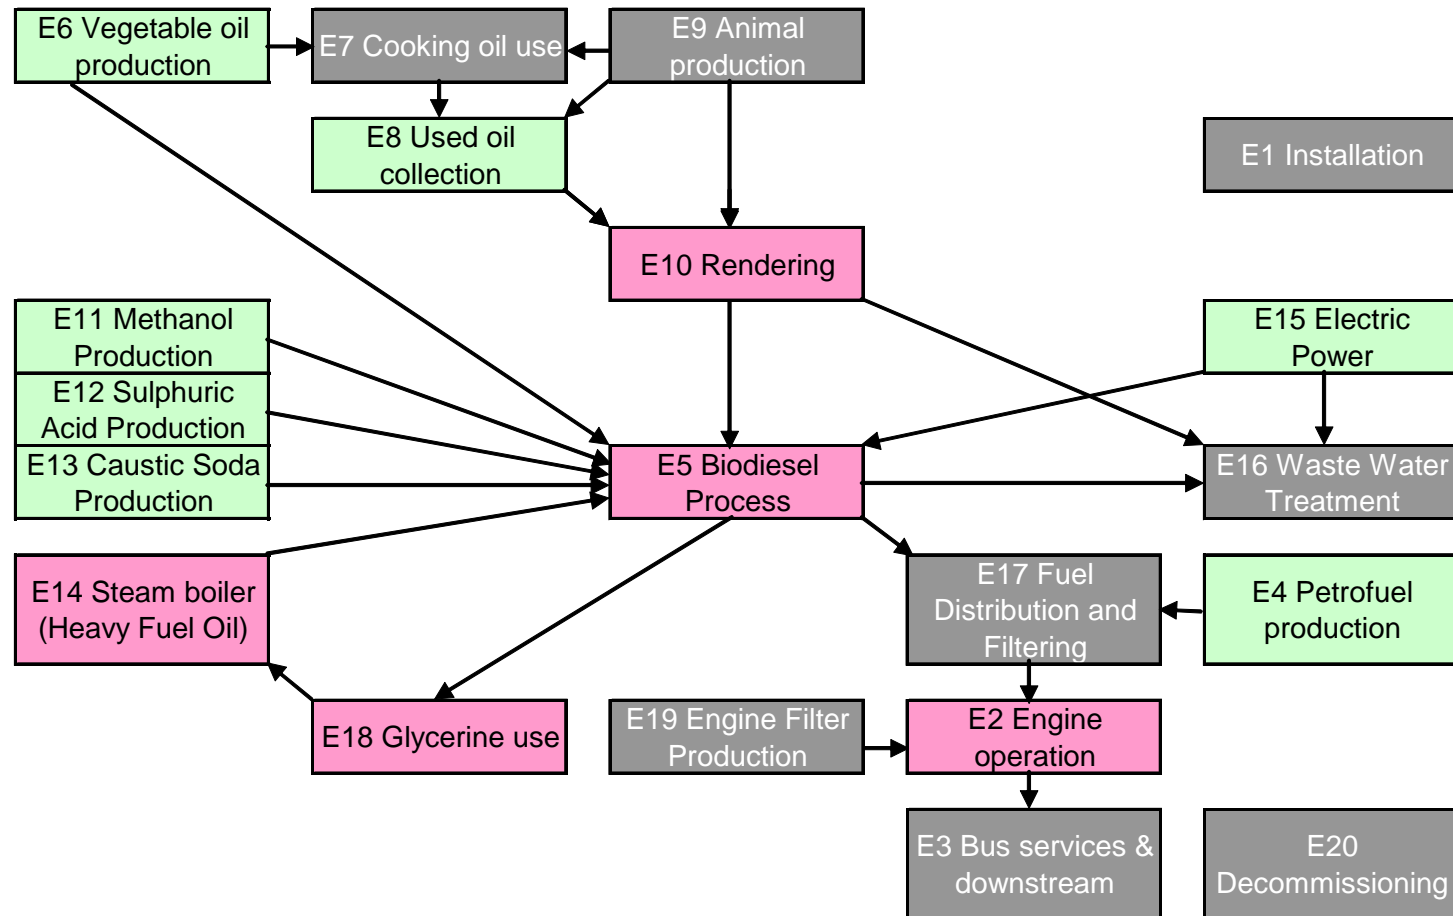 E6 Vegetable oil
production
E7 Cooking oil use
E9 Animal
production
E8 Used oil
collection
E1 Installation
E10 Rendering
E11 Methanol
Production
E15 Electric
Power
E12 Sulphuric
Acid Production
E13 Caustic Soda
Production
E5 Biodiesel
Process
E16 Waste Water
Treatment
E14 Steam boiler
(Heavy Fuel Oil)
E17 Fuel
Distribution and
Filtering
E4 Petrofuel
production
E18 Glycerine use
E19 Engine Filter
Production
E2 Engine
operation
E3 Bus services &
downstream
E20
Decommissioning